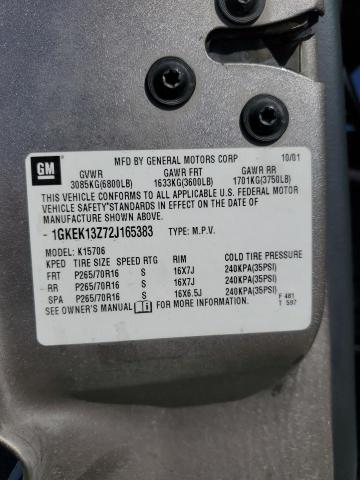 GM
MFD BY GENERAL MOTORS CORP 10/01
GVWR GAWR FRT GAWR RR
3085KG(6800LB) 1633KG(3600LB) 1701KG(3750LB)
THIS VEHICLE CONFORMS TO ALL APPLICABLE U.S. FEDERAL MOTOR
VEHICLE SAFETY STANDARDS IN EFFECT ON THE DATE OF
MANUFACTURE SHOWN ABOVE.
1GKEK13Z72J165383 TYPE: M.P.V.
MODEL: K15706
KPED TIRE SIZE SPEED RTG RIM COLD TIRE PRESSURE
FRT P265/70R16 S 16X7J 240KPA(35PSI)
RR P265/70R16 S 16X7J 240KPA(35PSI)
SPA P265/70R16 S 16X6.5J 240KPA(35PSI)
SEE OWNER'S MANUAL FOR MORE INFORMATION
F 481
T 597